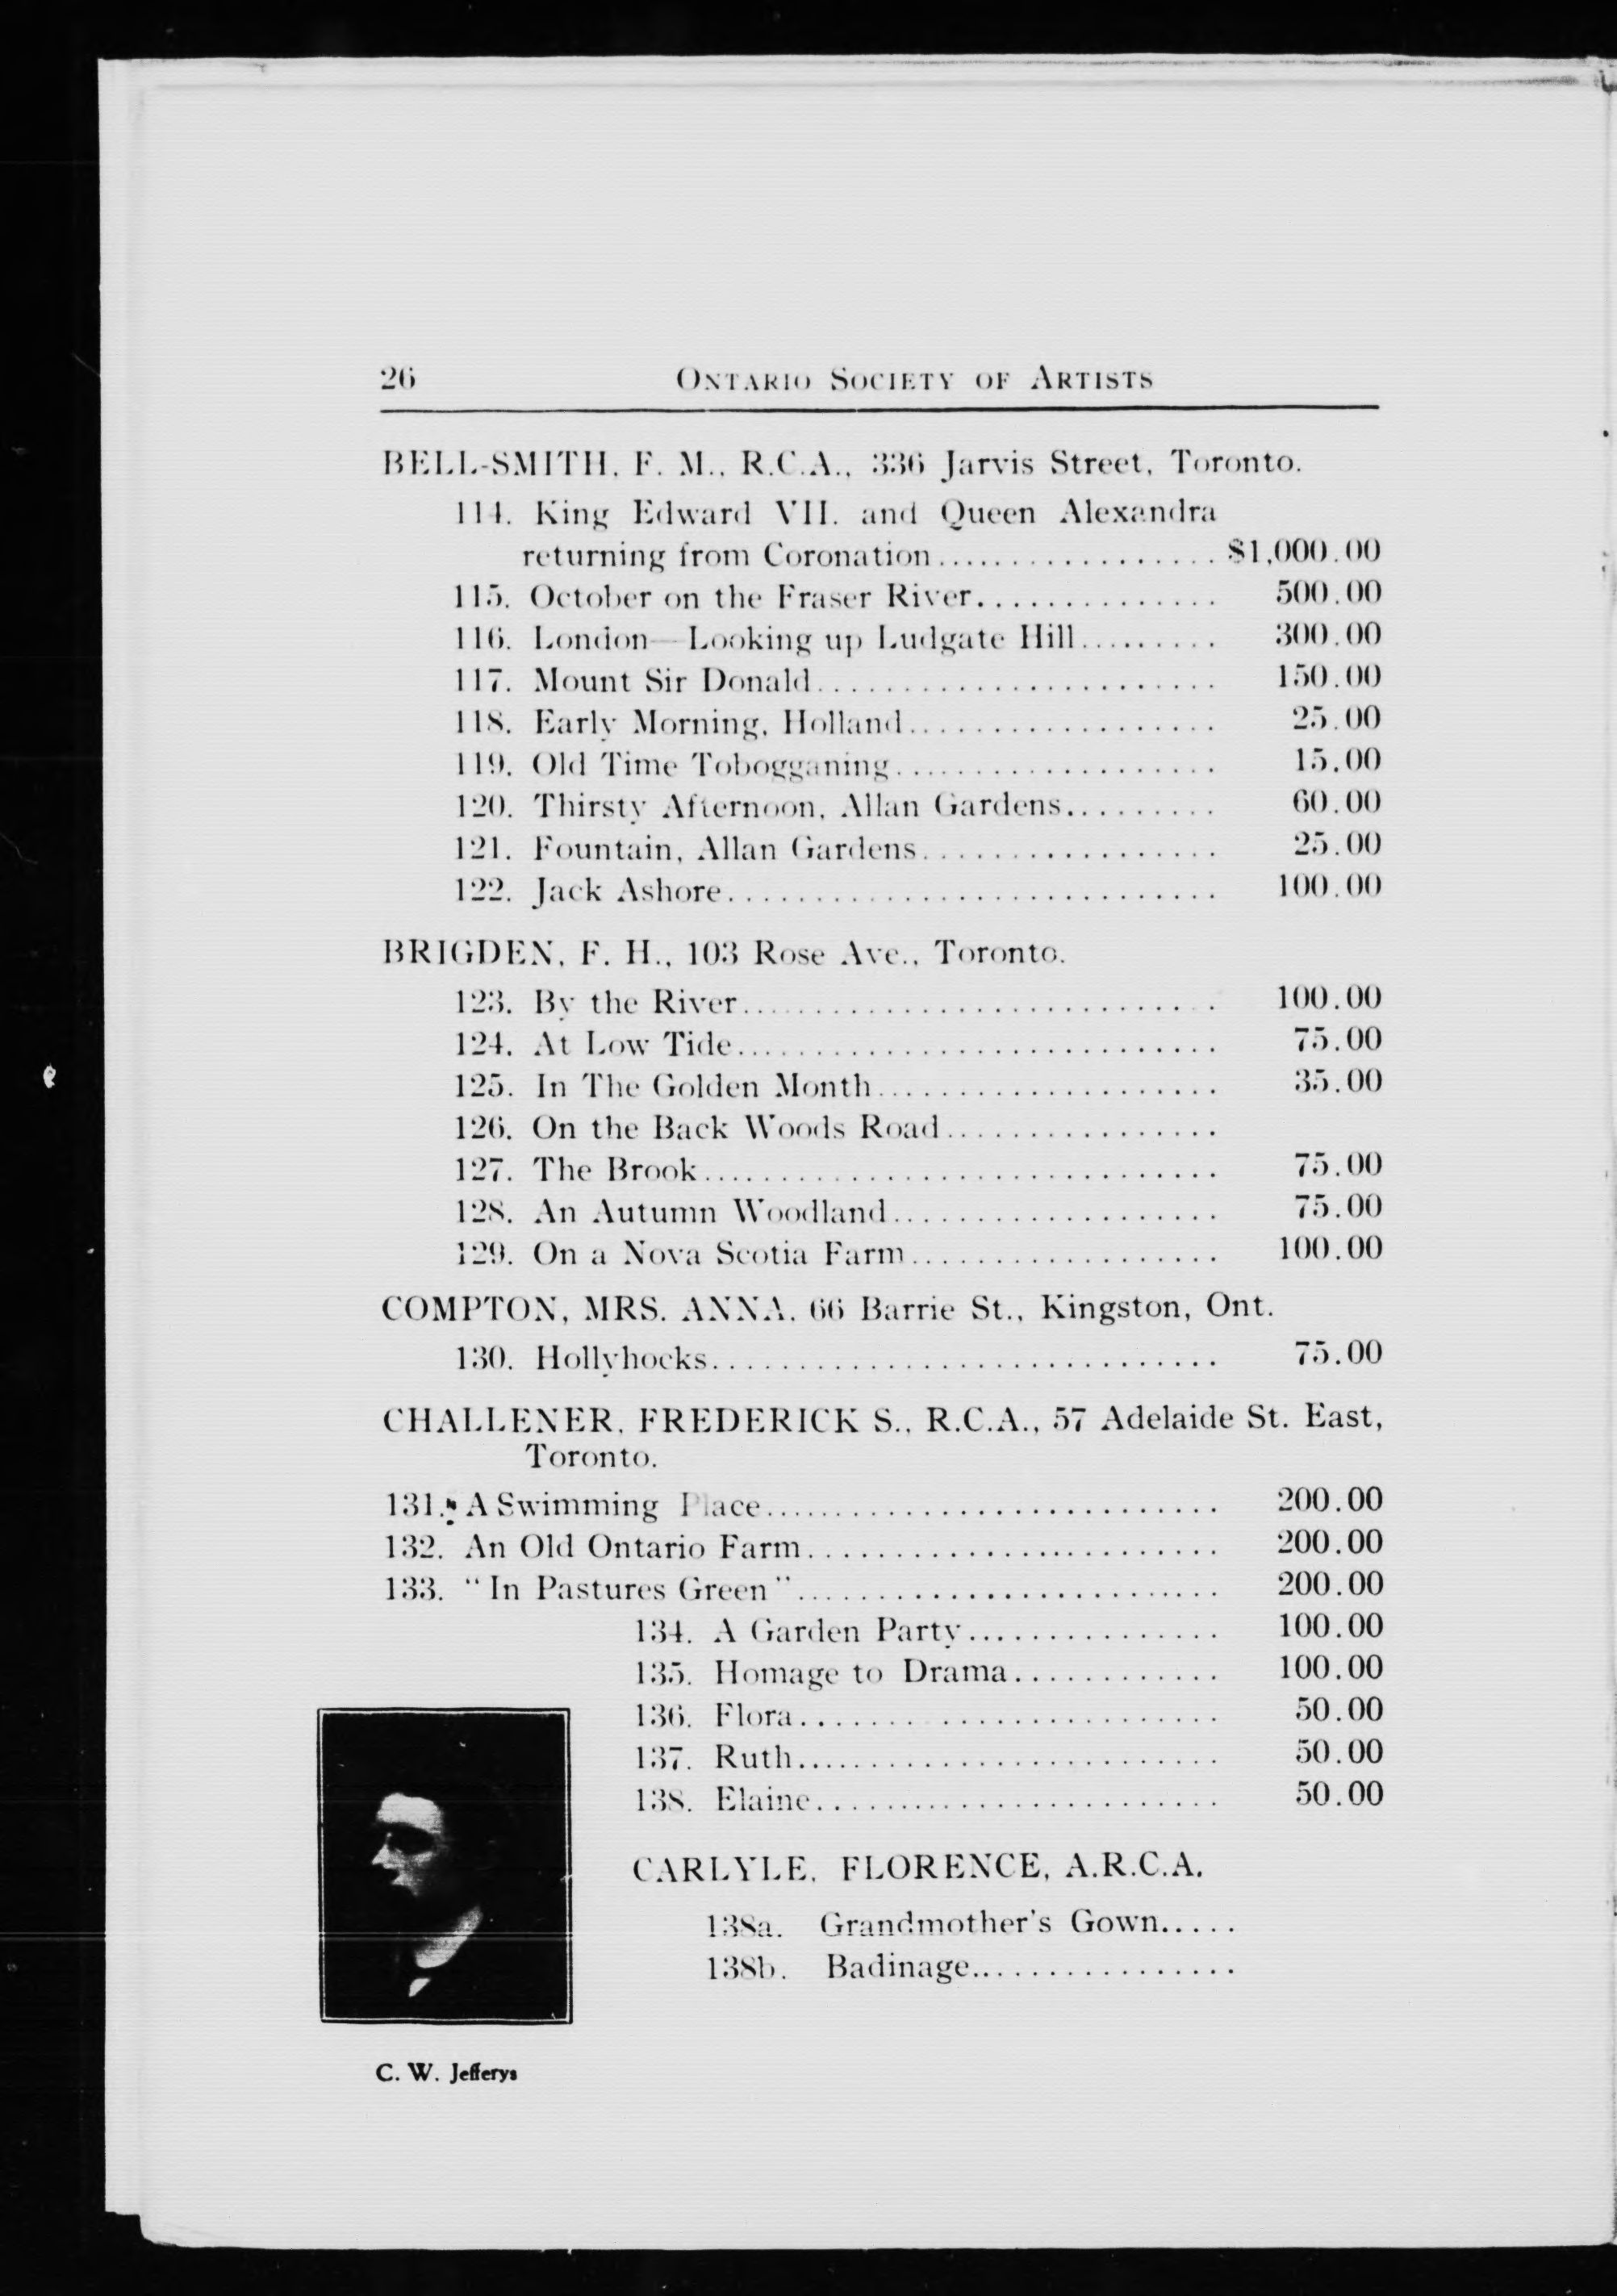 26 ONTARIO SOCIETY OF ARTISTS
BELL-SMITH, F. M., R.C.A., 336 Jarvis Street, Toronto.
114. King Edward VII. and Queen Alexandra
returning from Coronation.................. $1,000.00
115. October on the Fraser River............... 500.00
116. London—Looking up Ludgate Hill......... 300.00
117. Mount Sir Donald........................ 150.00
118. Early Morning, Holland.................. 25.00
119. Old Time Tobogganing................... 15.00
120. Thirsty Afternoon, Allan Gardens......... 60.00
121. Fountain, Allan Gardens................. 25.00
122. Jack Ashore............................. 100.00
BRIGDEN, F. H., 103 Rose Ave., Toronto.
123. By the River............................ 100.00
124. At Low Tide............................. 75.00
125. In The Golden Month.................... 35.00
126. On the Back Woods Road................
127. The Brook............................... 75.00
128. An Autumn Woodland................... 75.00
129. On a Nova Scotia Farm.................. 100.00
COMPTON, MRS. ANNA, 66 Barrie St., Kingston, Ont.
130. Hollyhocks.............................. 75.00
CHALLENER, FREDERICK S., R.C.A., 57 Adelaide St. East,
Toronto.
131. A Swimming Place........................... 200.00
132. An Old Ontario Farm........................ 200.00
133. "In Pastures Green"......................... 200.00
134. A Garden Party............... 100.00
135. Homage to Drama............ 100.00
136. Flora......................... 50.00
137. Ruth......................... 50.00
138. Elaine........................ 50.00
CARLYLE, FLORENCE, A.R.C.A.
138a. Grandmother's Gown.....
138b. Badinage................
C. W. Jefferys